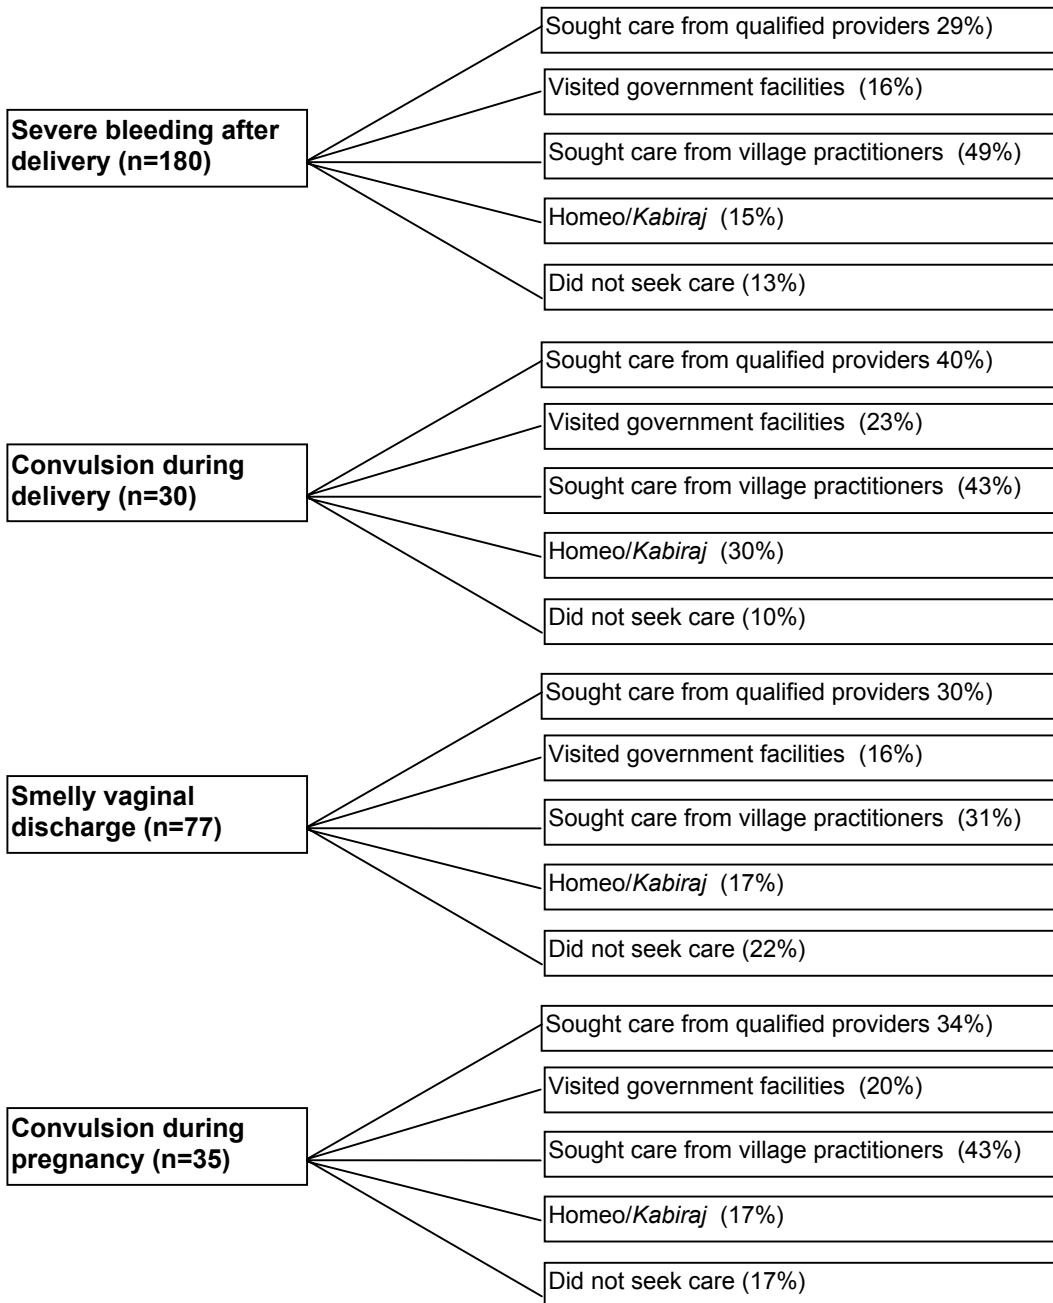 Severe bleeding after
delivery (n=180)
Sought care from qualified providers 29%)
Visited government facilities  (16%)
Sought care from village practitioners  (49%)
Homeo/Kabiraj  (15%)
Did not seek care (13%)
Convulsion during
delivery (n=30)
Sought care from qualified providers 40%)
Visited government facilities  (23%)
Sought care from village practitioners  (43%)
Homeo/Kabiraj  (30%)
Did not seek care (10%)
Smelly vaginal
discharge (n=77)
Sought care from qualified providers 30%)
Visited government facilities  (16%)
Sought care from village practitioners  (31%)
Homeo/Kabiraj  (17%)
Did not seek care (22%)
Convulsion during
pregnancy (n=35)
Sought care from qualified providers 34%)
Visited government facilities  (20%)
Sought care from village practitioners  (43%)
Homeo/Kabiraj  (17%)
Did not seek care (17%)